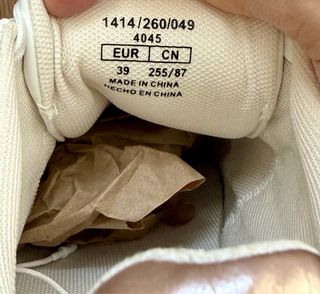 1414/260/049
4045
EUR CN
39 255/87
MADE IN CHINA
HECHO EN CHINA